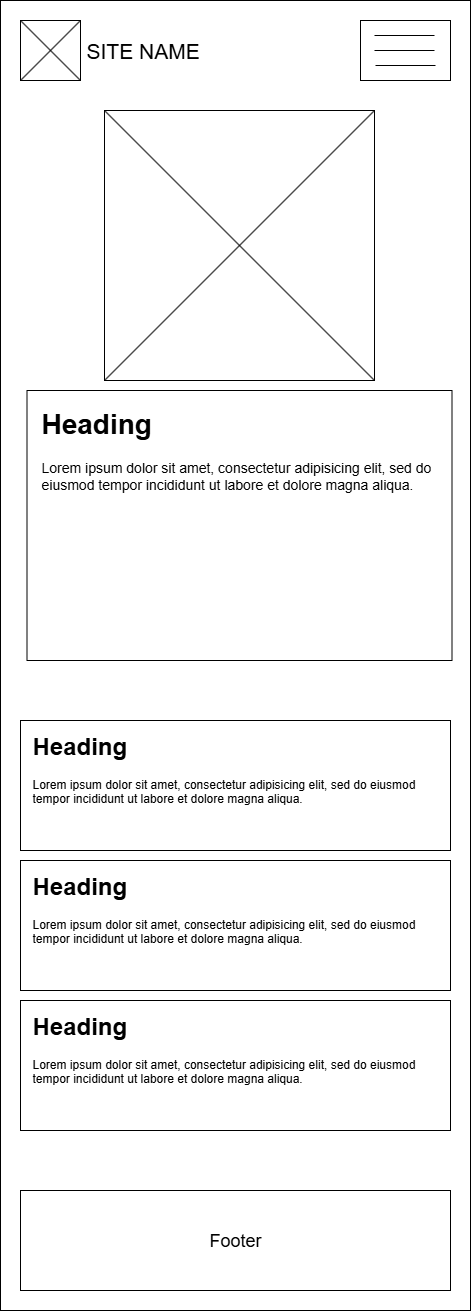 SITE NAME
Heading
Lorem ipsum dolor sit amet, consectetur adipisicing elit, sed do
eiusmod tempor incididunt ut labore et dolore magna aliqua.
Heading
Lorem ipsum dolor sit amet, consectetur adipisicing elit, sed do eiusmod
tempor incididunt ut labore et dolore magna aliqua.
Heading
Lorem ipsum dolor sit amet, consectetur adipisicing elit, sed do eiusmod
tempor incididunt ut labore et dolore magna aliqua.
Heading
Lorem ipsum dolor sit amet, consectetur adipisicing elit, sed do eiusmod
tempor incididunt ut labore et dolore magna aliqua.
Footer